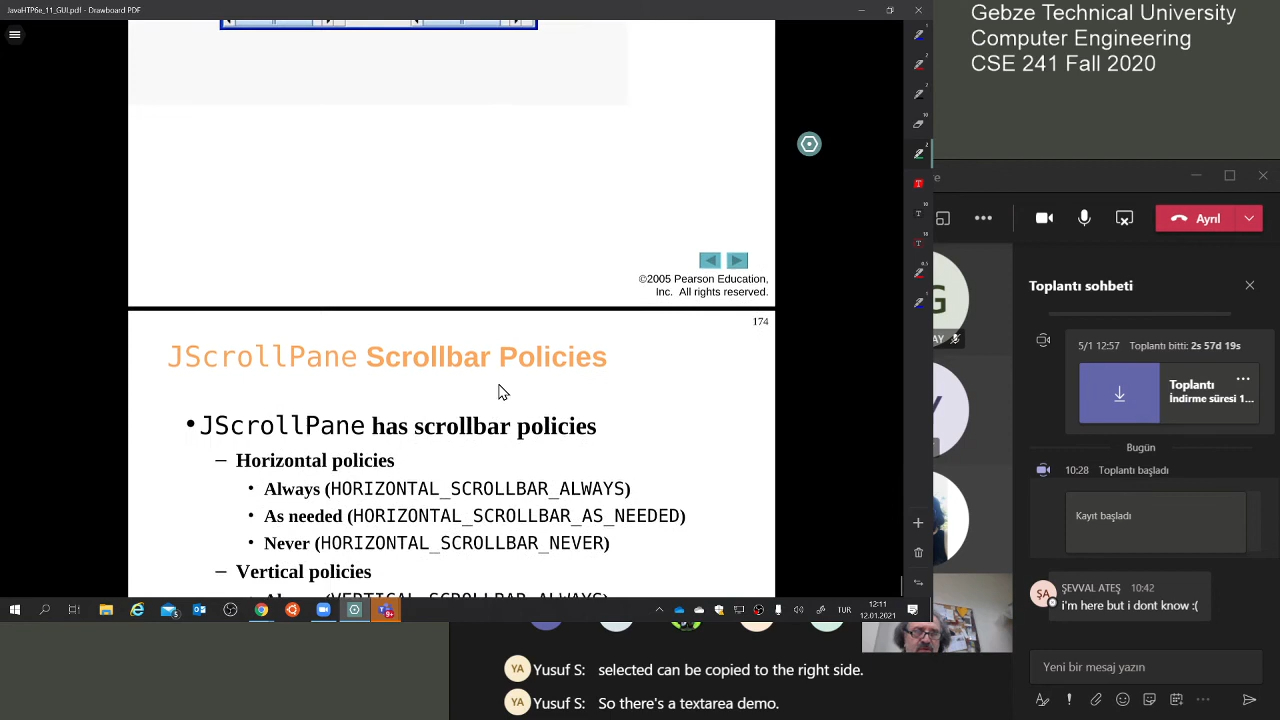 JavaHTP6e_11_GUI.pdf - Drawboard PDF
Gebze Technical University
Computer Engineering
CSE 241 Fall 2020
©2005 Pearson Education,
Inc. All rights reserved.
174
JScrollPane Scrollbar Policies
•JScrollPane has scrollbar policies
– Horizontal policies
• Always (HORIZONTAL_SCROLLBAR_ALWAYS)
• As needed (HORIZONTAL_SCROLLBAR_AS_NEEDED)
• Never (HORIZONTAL_SCROLLBAR_NEVER)
– Vertical policies
Ayrıl
Toplantı sohbeti
5/1 12:57 Toplantı bitti: 2s 57d 19s
Toplantı
İndirme süresi 1...
Bugün
10:28 Toplantı başladı
Kayıt başladı
ŞA
ŞEVVAL ATEŞ 10:42
i'm here but i dont know :(
Yeni bir mesaj yazın
TUR
12:11
12.01.2021
YA Yusuf S: selected can be copied to the right side.
YA Yusuf S: So there's a textarea demo.